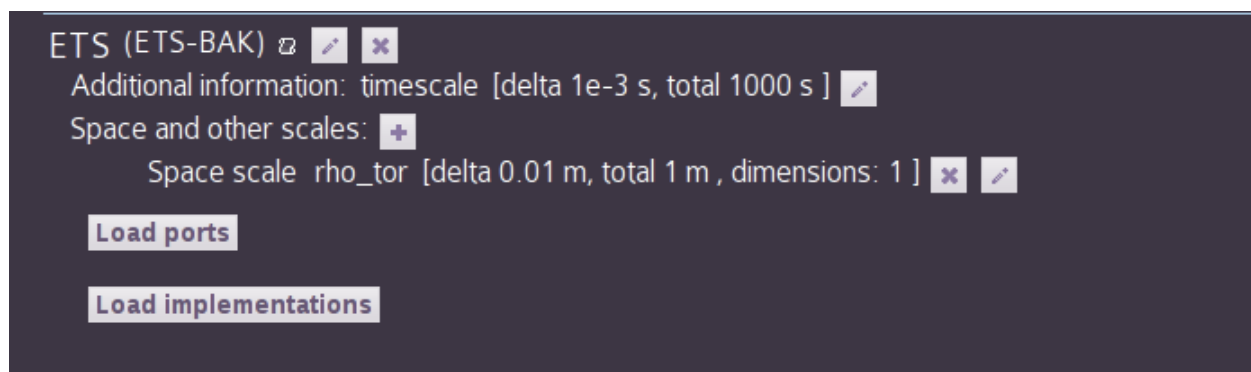 ETS (ETS-BAK)
Additional information: timescale [delta 1e-3 s, total 1000 s ]
Space and other scales:
Space scale rho_tor [delta 0.01 m, total 1 m , dimensions: 1 ]
Load ports
Load implementations